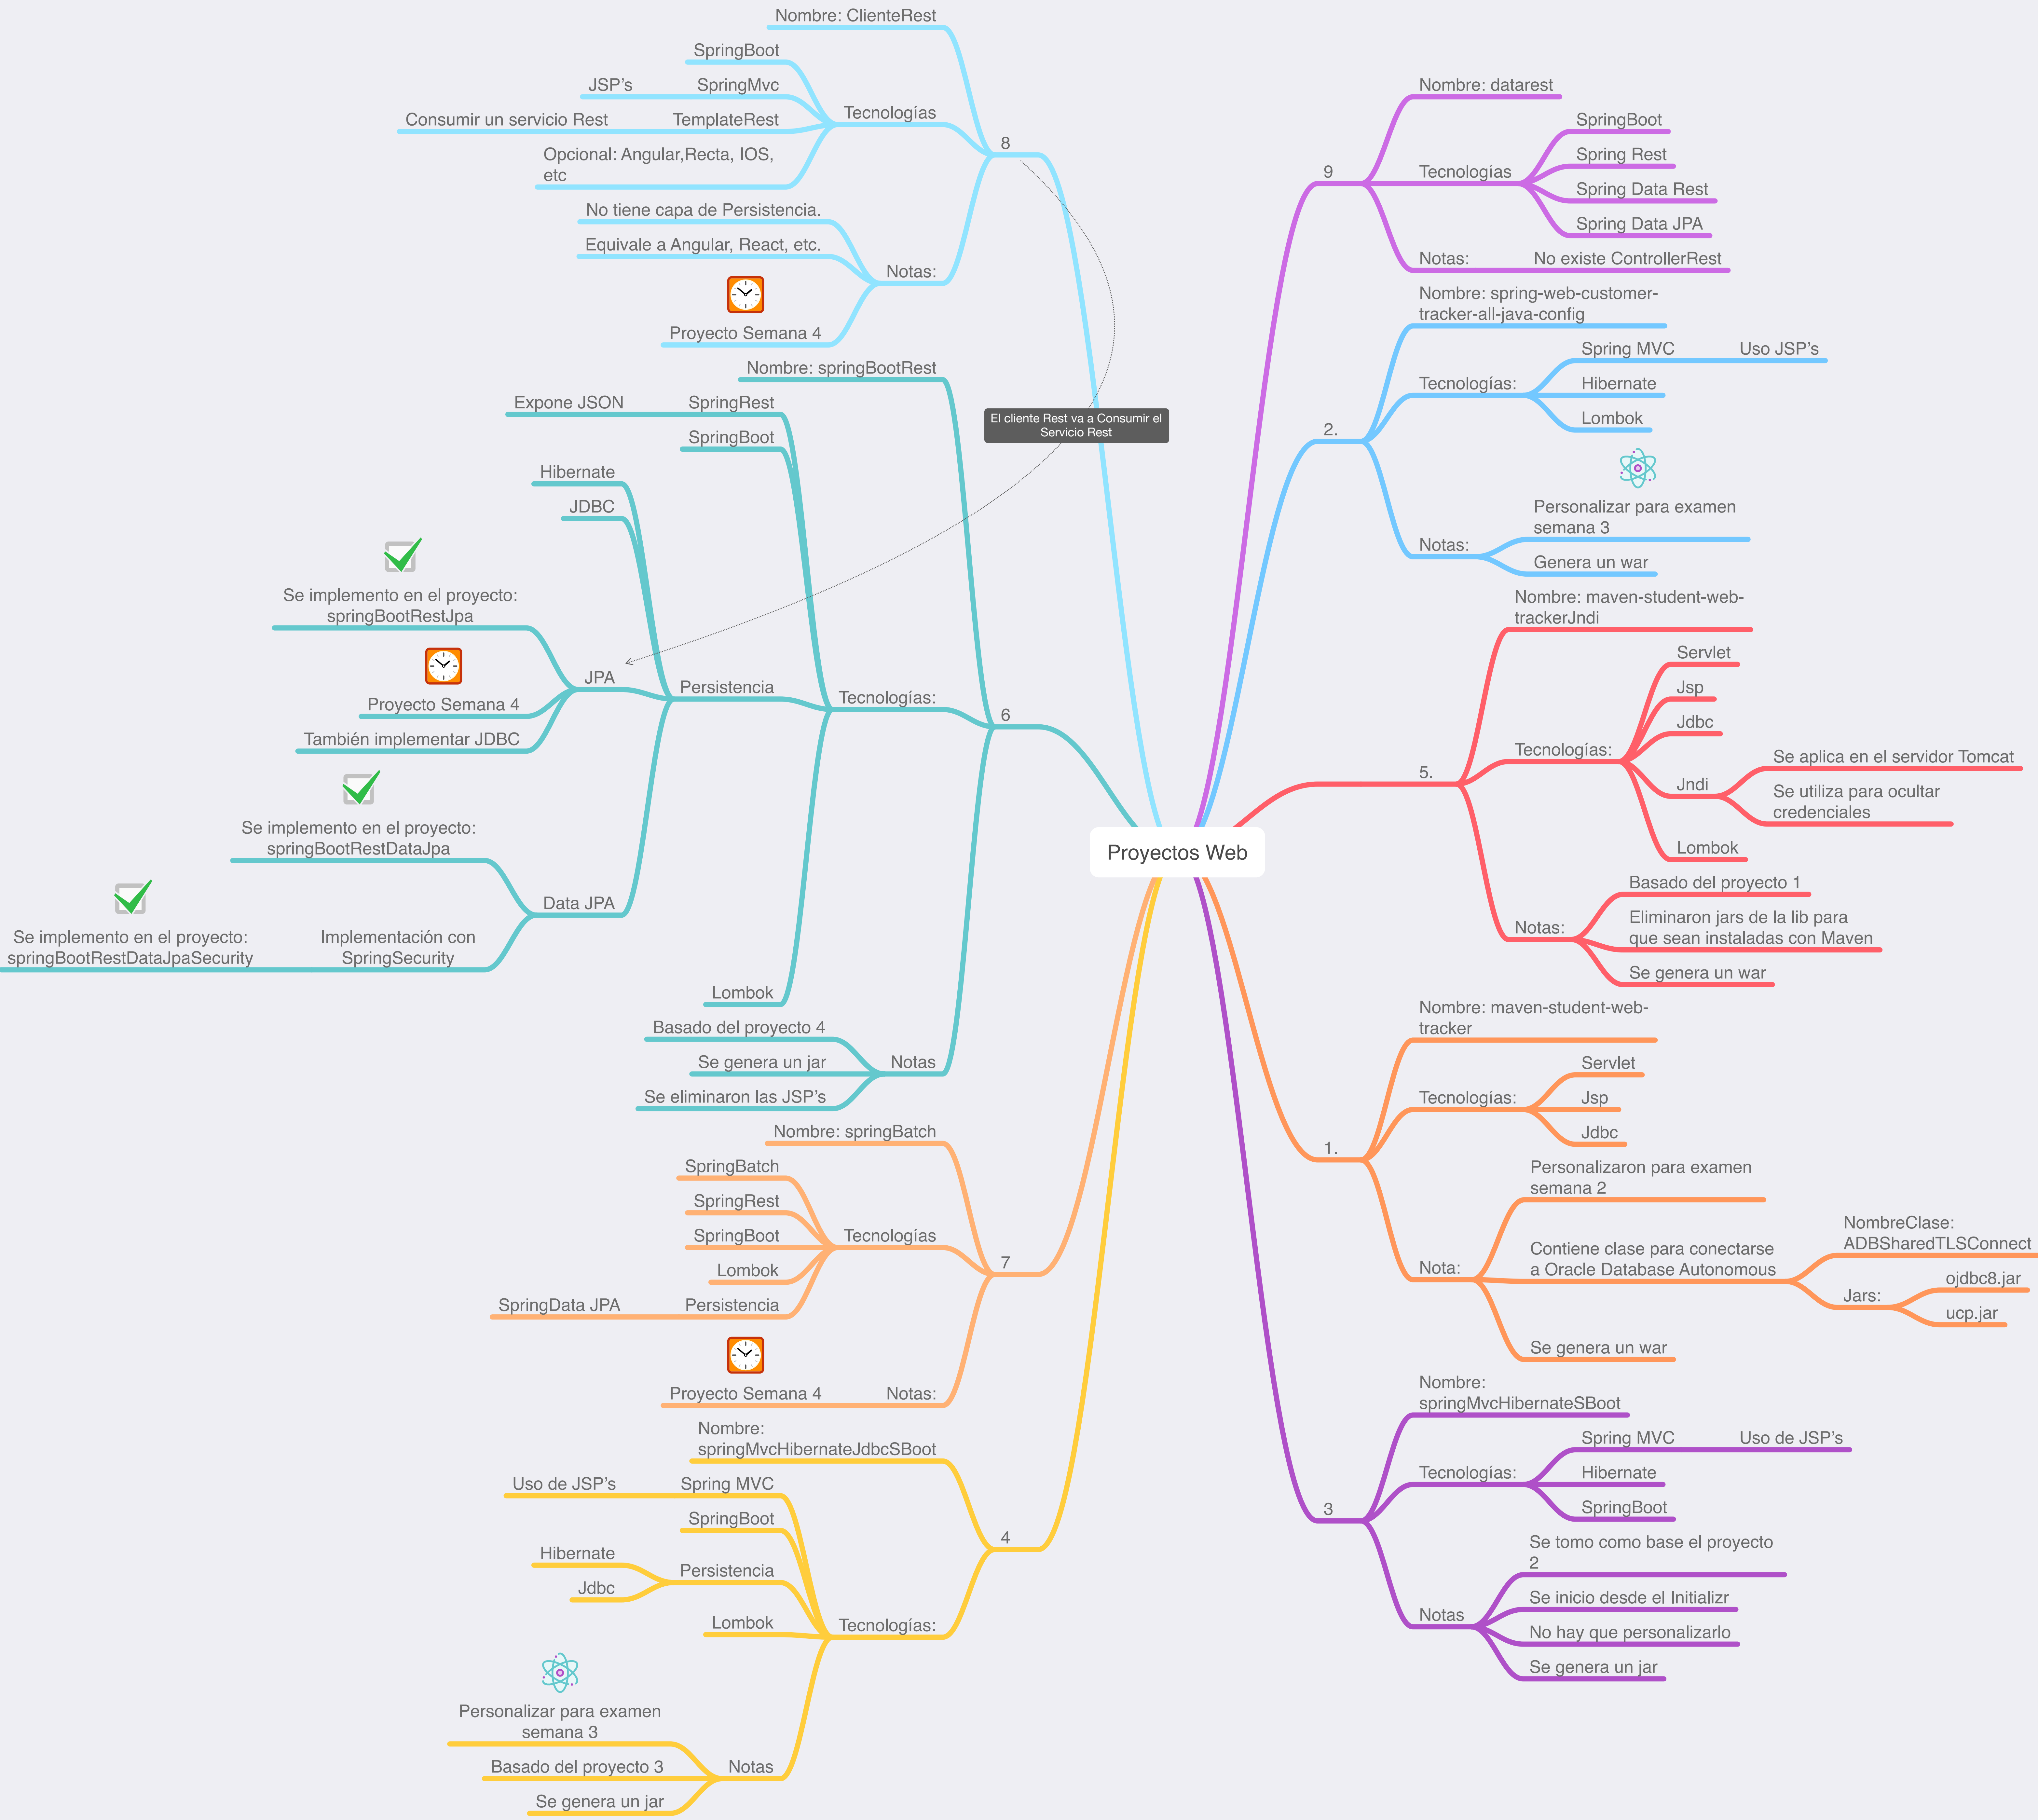 Proyectos Web
Nombre: ClienteRest
SpringBoot
JSP's
SpringMvc
Consumir un servicio Rest
TemplateRest
Opcional: Angular,Recta, IOS,
etc
Tecnologías
8
No tiene capa de Persistencia.
Equivale a Angular, React, etc.
Proyecto Semana 4
Notas:
El cliente Rest va a Consumir el
Servicio Rest
Nombre: springBootRest
Expone JSON
SpringRest
SpringBoot
Hibernate
JDBC
Se implemento en el proyecto:
springBootRestJpa
Proyecto Semana 4
También implementar JDBC
JPA
Persistencia
Tecnologías:
6
Se implemento en el proyecto:
springBootRestDataJpa
Data JPA
Se implemento en el proyecto:
springBootRestDataJpaSecurity
Implementación con
SpringSecurity
Lombok
Basado del proyecto 4
Se genera un jar
Se eliminaron las JSP's
Notas
Nombre: springBatch
SpringBatch
SpringRest
SpringBoot
Lombok
SpringData JPA
Persistencia
Tecnologías
7
Proyecto Semana 4
Notas:
Nombre:
springMvcHibernateJdbcSBoot
Uso de JSP's
Spring MVC
SpringBoot
Hibernate
Jdbc
Persistencia
Lombok
Tecnologías:
4
Personalizar para examen
semana 3
Basado del proyecto 3
Se genera un jar
Notas
9
Nombre: datarest
Tecnologías
SpringBoot
Spring Rest
Spring Data Rest
Spring Data JPA
Notas:
No existe ControllerRest
2.
Nombre: spring-web-customer-
tracker-all-java-config
Tecnologías:
Spring MVC
Uso JSP's
Hibernate
Lombok
Notas:
Personalizar para examen
semana 3
Genera un war
5.
Nombre: maven-student-web-
trackerJndi
Tecnologías:
Servlet
Jsp
Jdbc
Jndi
Se aplica en el servidor Tomcat
Se utiliza para ocultar
credenciales
Lombok
Notas:
Basado del proyecto 1
Eliminaron jars de la lib para
que sean instaladas con Maven
Se genera un war
1.
Nombre: maven-student-web-
tracker
Tecnologías:
Servlet
Jsp
Jdbc
Nota:
Personalizaron para examen
semana 2
Contiene clase para conectarse
a Oracle Database Autonomous
NombreClase:
ADBSharedTLSConnect
Jars:
ojdbc8.jar
ucp.jar
Se genera un war
3
Nombre:
springMvcHibernateSBoot
Tecnologías:
Spring MVC
Uso de JSP's
Hibernate
SpringBoot
Notas
Se tomo como base el proyecto
2
Se inicio desde el Initializr
No hay que personalizarlo
Se genera un jar